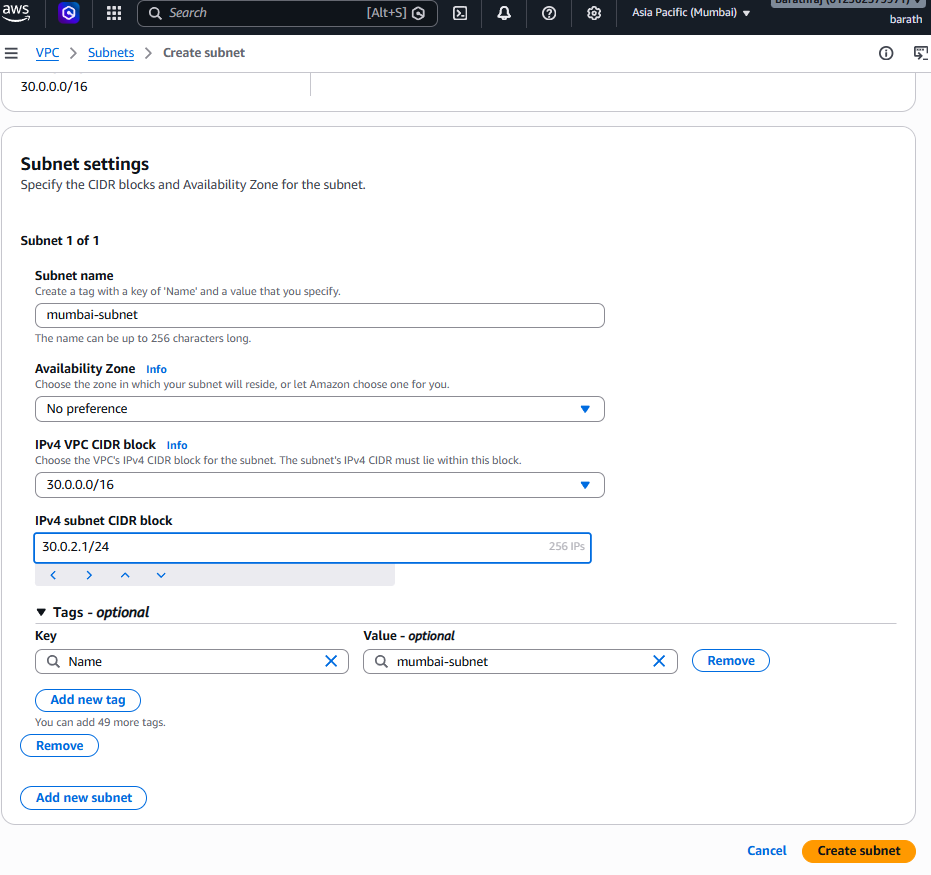 aws
Search [Alt+S]
Asia Pacific (Mumbai)
barath
VPC > Subnets > Create subnet
30.0.0.0/16
Subnet settings
Specify the CIDR blocks and Availability Zone for the subnet.
Subnet 1 of 1
Subnet name
Create a tag with a key of 'Name' and a value that you specify.
mumbai-subnet
The name can be up to 256 characters long.
Availability Zone Info
Choose the zone in which your subnet will reside, or let Amazon choose one for you.
No preference
IPv4 VPC CIDR block Info
Choose the VPC's IPv4 CIDR block for the subnet. The subnet's IPv4 CIDR must lie within this block.
30.0.0.0/16
IPv4 subnet CIDR block
30.0.2.1/24 256 IPs
Tags - optional
Key Value - optional
Name mumbai-subnet Remove
Add new tag
You can add 49 more tags.
Remove
Add new subnet
Cancel Create subnet